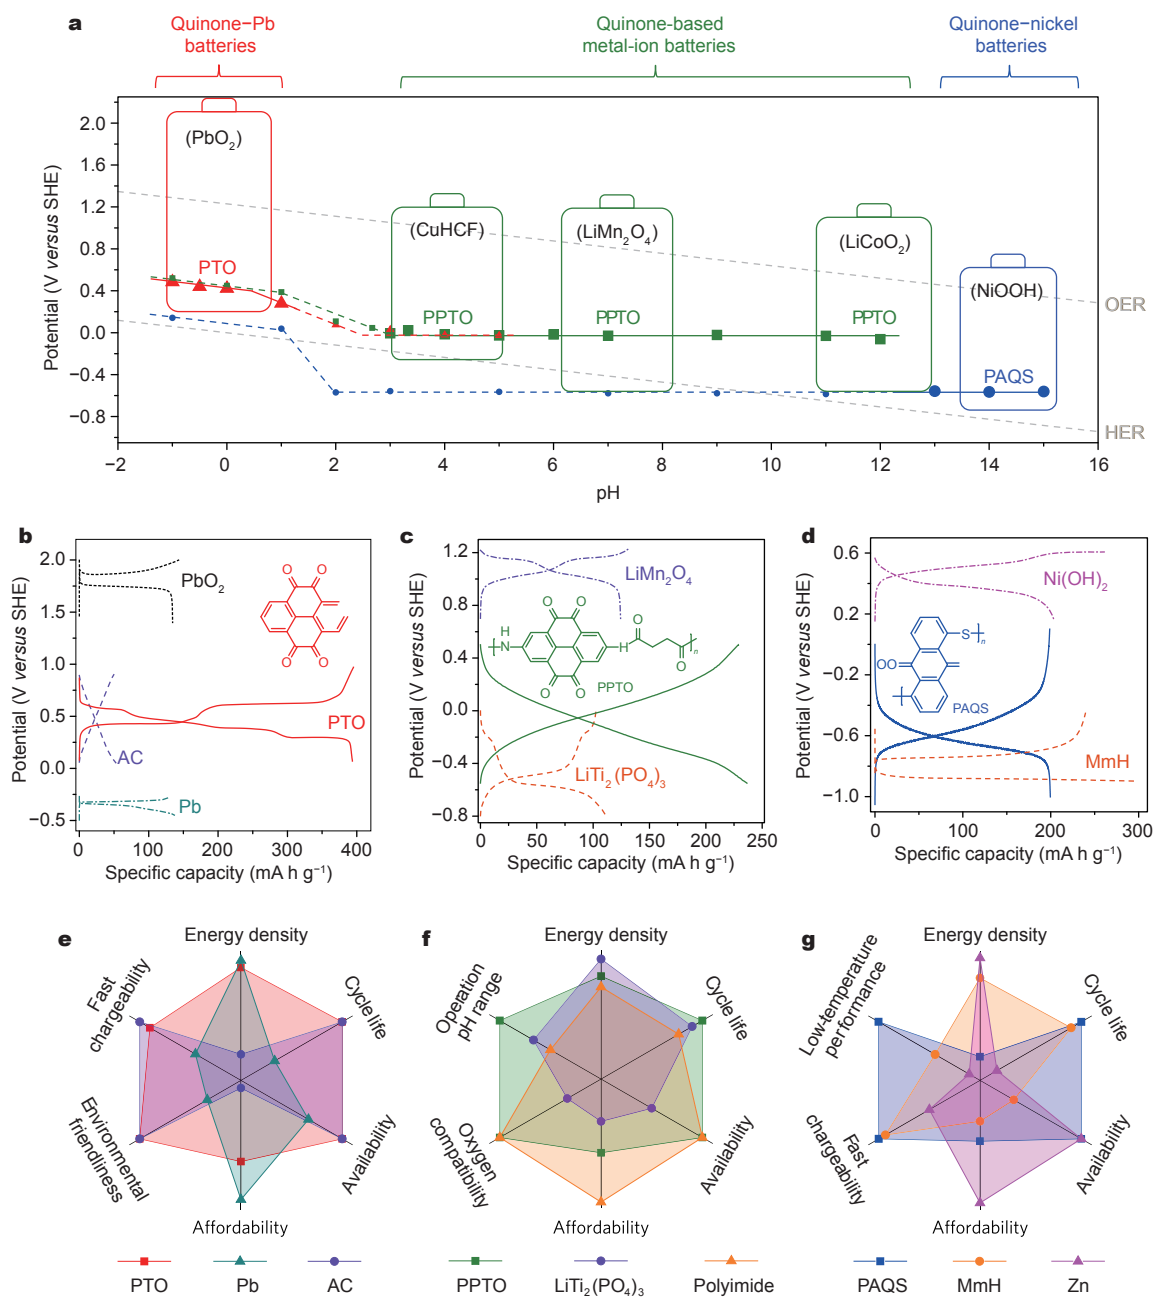 a
Quinone−Pb
batteries
Quinone-based
metal-ion batteries
Quinone−nickel
batteries
Potential (V versus SHE)
2.0
1.6
1.2
0.8
0.4
0.0
−0.4
−0.8
(PbO2)
PTO
(CuHCF)
PPTO
(LiMn2O4)
PPTO
(LiCoO2)
PPTO
(NiOOH)
PAQS
OER
HER
−2 0 2 4 6 8 10 12 14 16
pH
b
Potential (V versus SHE)
2.0
1.5
1.0
0.5
0.0
−0.5
PbO2
O O
O O
PTO
AC
Pb
0 100 200 300 400
Specific capacity (mA h g−1)
c
Potential (V versus SHE)
1.2
0.8
0.4
0.0
−0.4
−0.8
LiMn2O4
O O
H
N
H
O
O
n
O O
PPTO
LiTi2(PO4)3
0 50 100 150 200 250
Specific capacity (mA h g−1)
d
Potential (V versus SHE)
0.6
0.2
−0.2
−0.6
−1.0
Ni(OH)2
S
n
OO
PAQS
MmH
0 100 200 300
Specific capacity (mA h g−1)
e
Energy density
Cycle life
Availability
Affordability
Environmental
friendliness
Fast
chargeability
PTO
Pb
AC
f
Energy density
Cycle life
Availability
Affordability
Oxygen
compatibility
Operation
pH range
PPTO
LiTi2(PO4)3
Polyimide
g
Energy density
Cycle life
Availability
Affordability
Fast
chargeability
Low-temperature
performance
PAQS
MmH
Zn